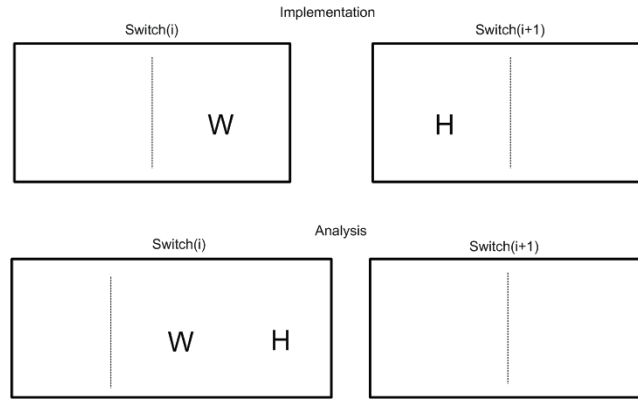 Implementation
Switch(i)
Switch(i+1)
W
H
Analysis
Switch(i)
Switch(i+1)
W
H